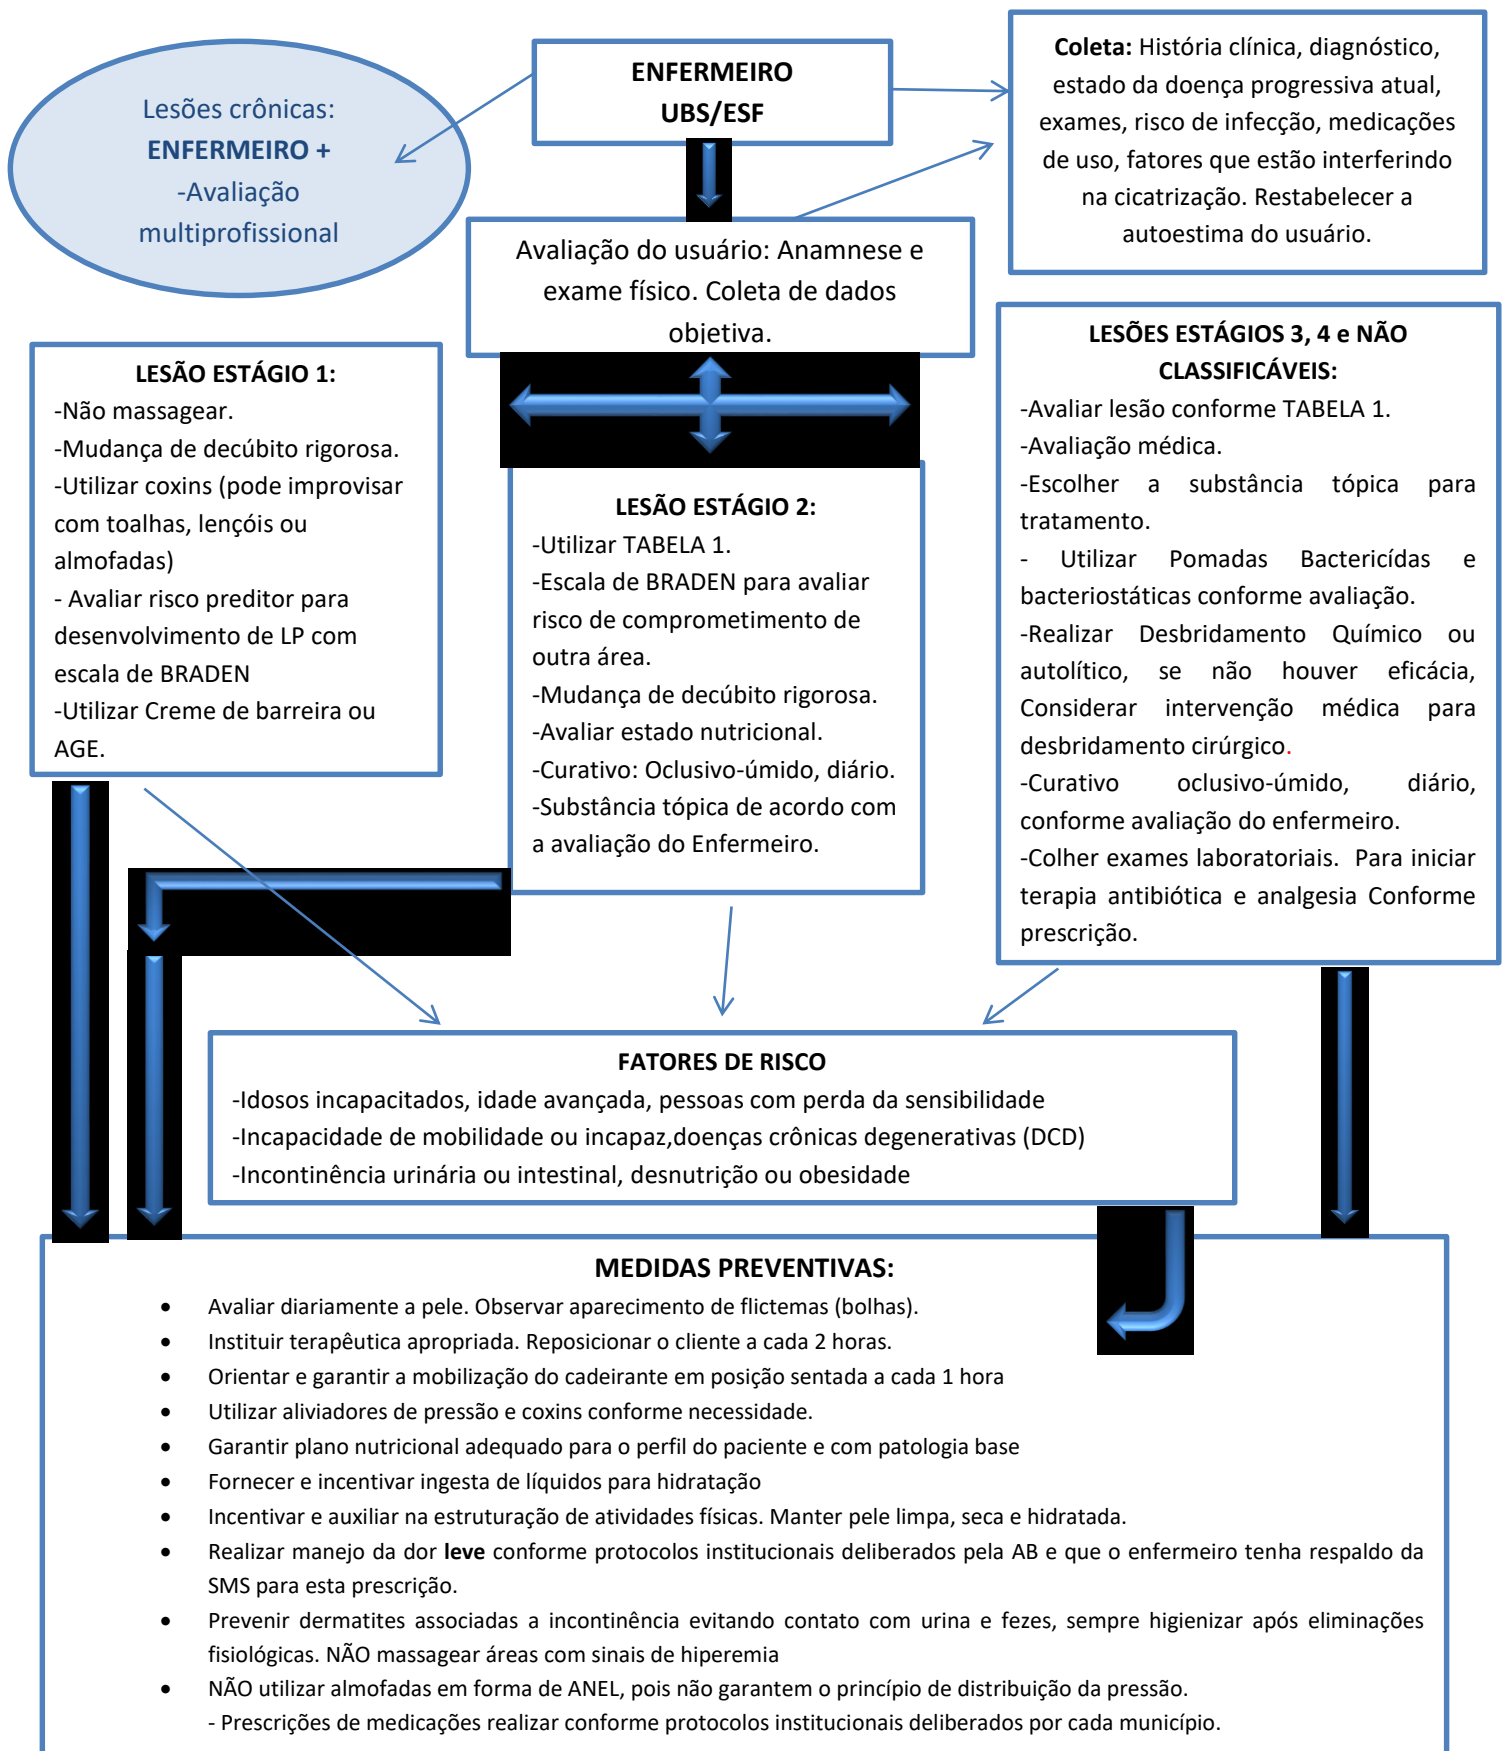 Lesões crônicas:
ENFERMEIRO +
-Avaliação
multiprofissional
ENFERMEIRO
UBS/ESF
Coleta: História clínica, diagnóstico,
estado da doença progressiva atual,
exames, risco de infecção, medicações
de uso, fatores que estão interferindo
na cicatrização. Restabelecer a
autoestima do usuário.
Avaliação do usuário: Anamnese e
exame físico. Coleta de dados
objetiva.
LESÃO ESTÁGIO 1:
-Não massagear.
-Mudança de decúbito rigorosa.
-Utilizar coxins (pode improvisar
com toalhas, lençóis ou
almofadas)
- Avaliar risco preditor para
desenvolvimento de LP com
escala de BRADEN
-Utilizar Creme de barreira ou
AGE.
LESÃO ESTÁGIO 2:
-Utilizar TABELA 1.
-Escala de BRADEN para avaliar
risco de comprometimento de
outra área.
-Mudança de decúbito rigorosa.
-Avaliar estado nutricional.
-Curativo: Oclusivo-úmido, diário.
-Substância tópica de acordo com
a avaliação do Enfermeiro.
LESÕES ESTÁGIOS 3, 4 e NÃO
CLASSIFICÁVEIS:
-Avaliar lesão conforme TABELA 1.
-Avaliação médica.
-Escolher a substância tópica para
tratamento.
- Utilizar Pomadas Bactericídas e
bacteriostáticas conforme avaliação.
-Realizar Desbridamento Químico ou
autolítico, se não houver eficácia,
Considerar intervenção médica para
desbridamento cirúrgico.
-Curativo oclusivo-úmido, diário,
conforme avaliação do enfermeiro.
-Colher exames laboratoriais. Para iniciar
terapia antibiótica e analgesia Conforme
prescrição.
FATORES DE RISCO
-Idosos incapacitados, idade avançada, pessoas com perda da sensibilidade
-Incapacidade de mobilidade ou incapaz,doenças crônicas degenerativas (DCD)
-Incontinência urinária ou intestinal, desnutrição ou obesidade
MEDIDAS PREVENTIVAS:
• Avaliar diariamente a pele. Observar aparecimento de flictemas (bolhas).
• Instituir terapêutica apropriada. Reposicionar o cliente a cada 2 horas.
• Orientar e garantir a mobilização do cadeirante em posição sentada a cada 1 hora
• Utilizar aliviadores de pressão e coxins conforme necessidade.
• Garantir plano nutricional adequado para o perfil do paciente e com patologia base
• Fornecer e incentivar ingesta de líquidos para hidratação
• Incentivar e auxiliar na estruturação de atividades físicas. Manter pele limpa, seca e hidratada.
• Realizar manejo da dor leve conforme protocolos institucionais deliberados pela AB e que o enfermeiro tenha respaldo da
SMS para esta prescrição.
• Prevenir dermatites associadas a incontinência evitando contato com urina e fezes, sempre higienizar após eliminações
fisiológicas. NÃO massagear áreas com sinais de hiperemia
• NÃO utilizar almofadas em forma de ANEL, pois não garantem o princípio de distribuição da pressão.
- Prescrições de medicações realizar conforme protocolos institucionais deliberados por cada município.